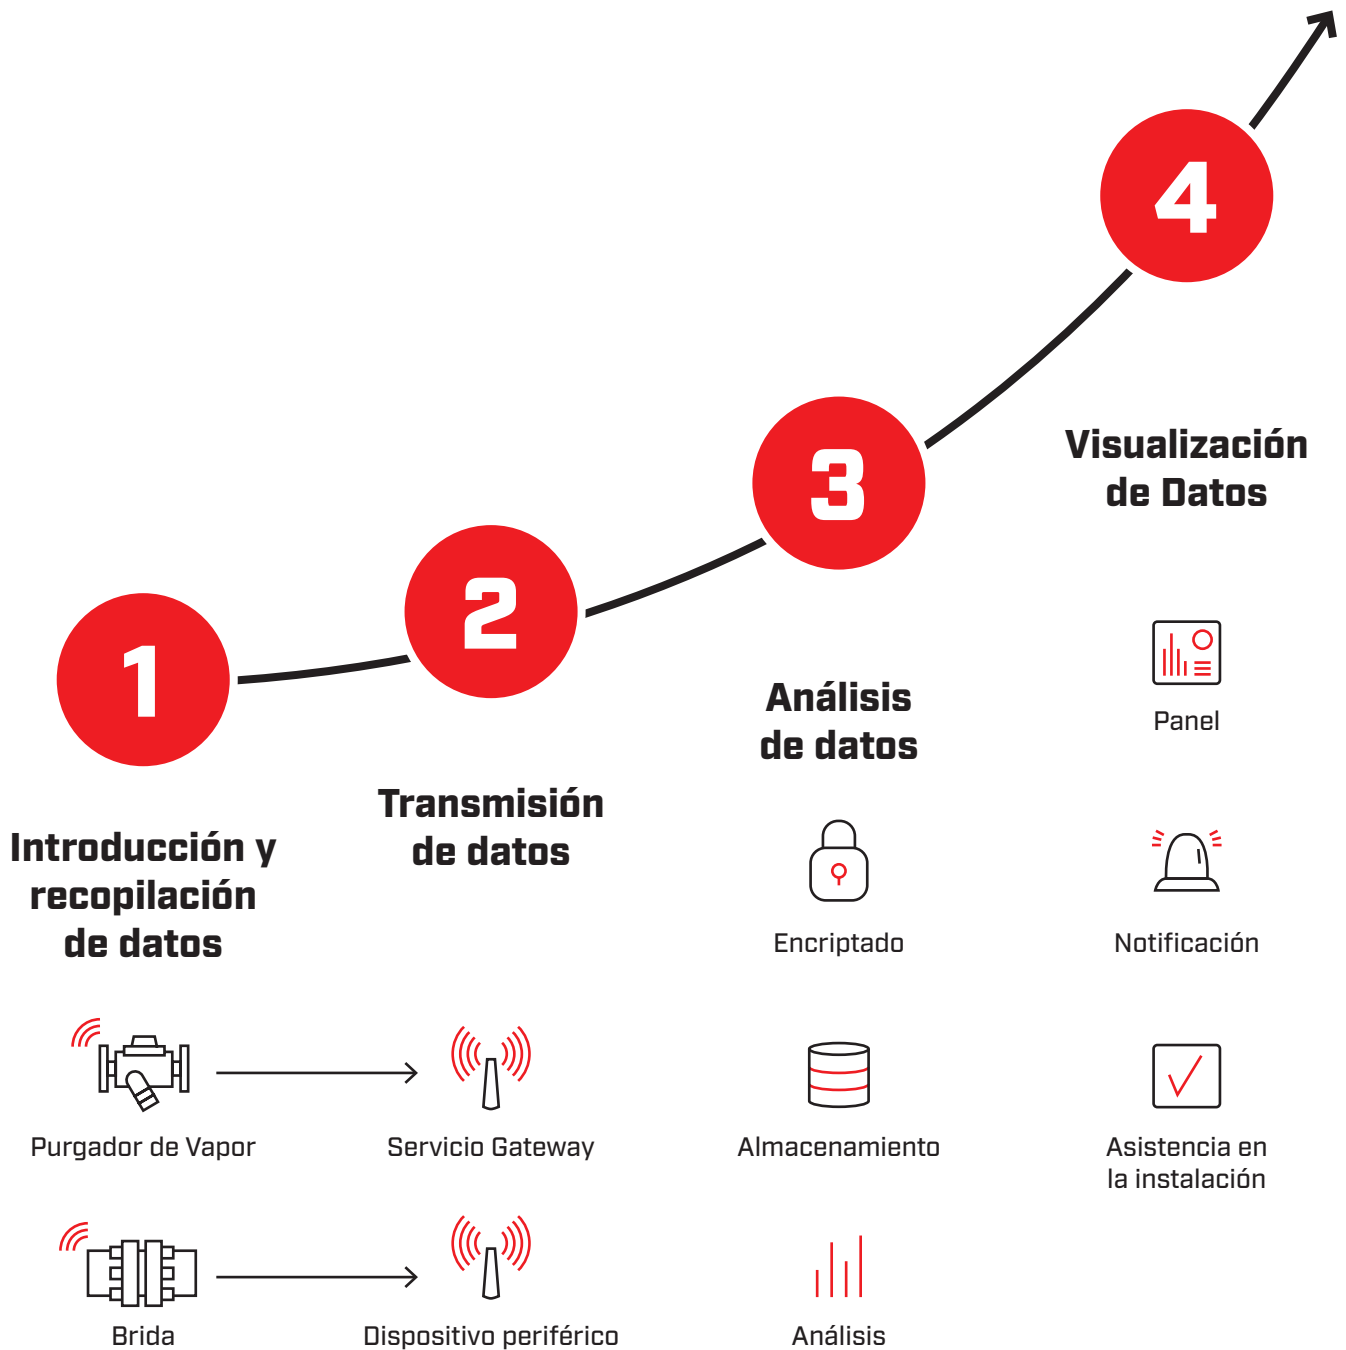 1
Introducción y
recopilación
de datos
Purgador de Vapor
Brida
2
Transmisión
de datos
Servicio Gateway
Dispositivo periférico
3
Análisis
de datos
Encriptado
Almacenamiento
Análisis
4
Visualización
de Datos
Panel
Notificación
Asistencia en
la instalación